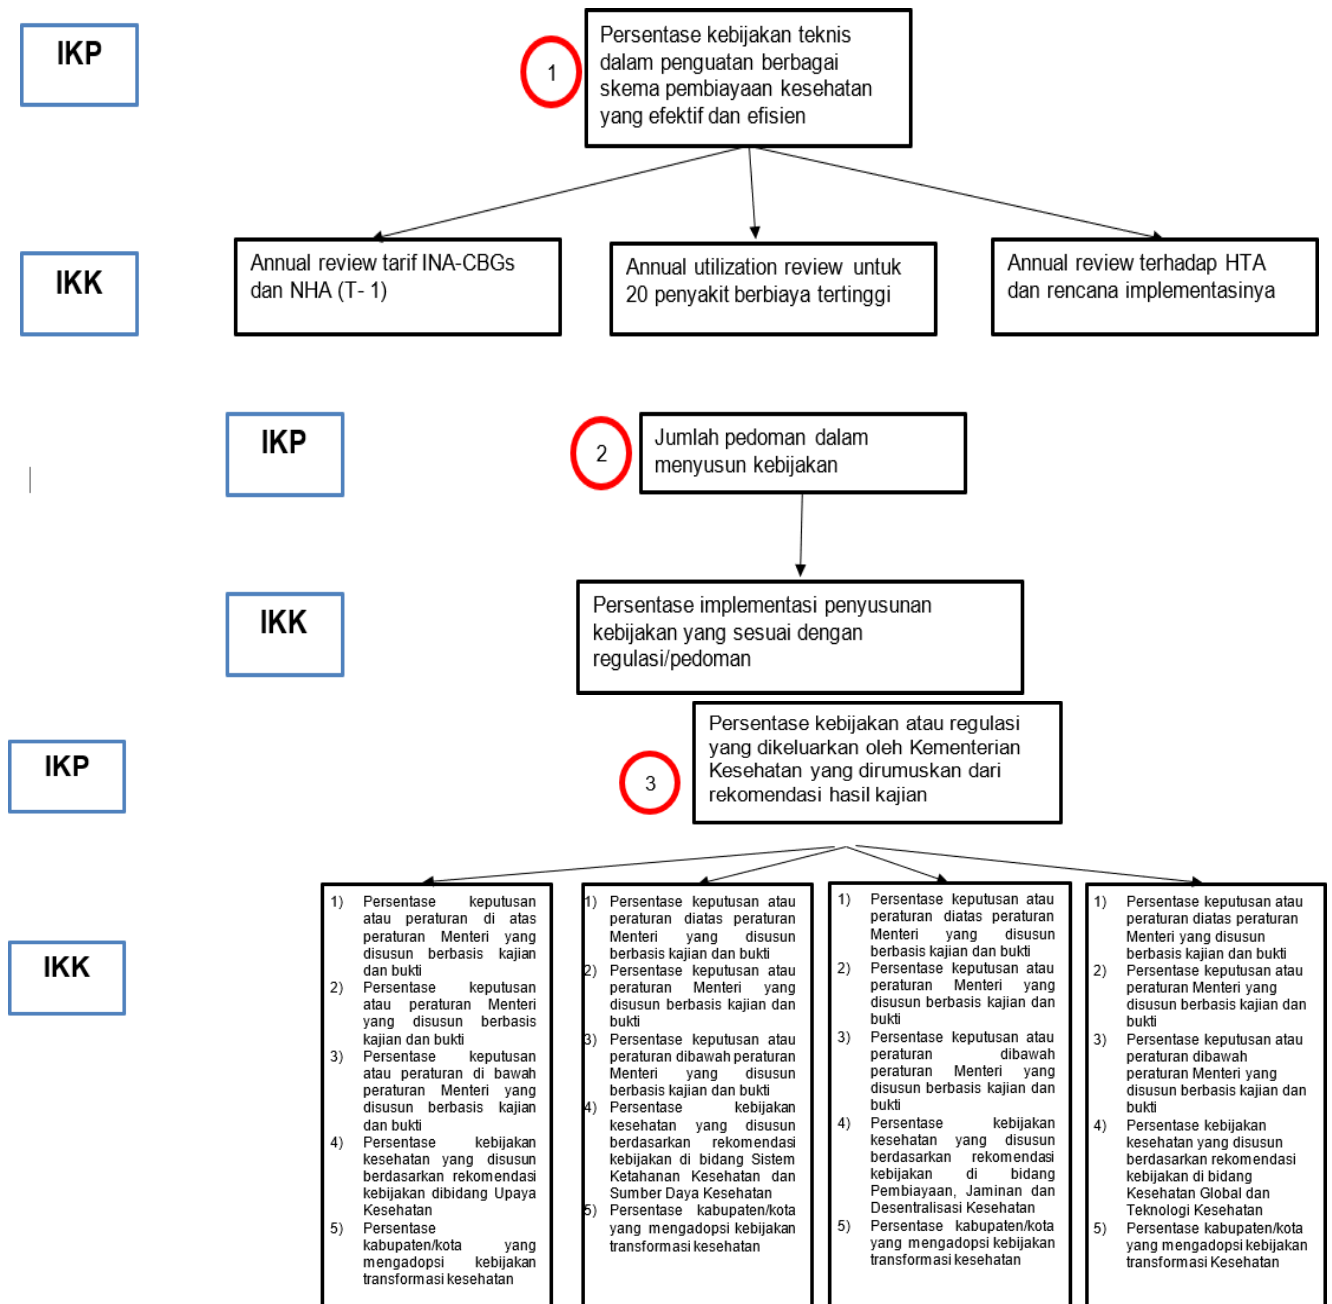 IKP
1
Persentase kebijakan teknis
dalam penguatan berbagai
skema pembiayaan kesehatan
yang efektif dan efisien
IKK
Annual review tarif INA-CBGs
dan NHA (T- 1)
Annual utilization review untuk
20 penyakit berbiaya tertinggi
Annual review terhadap HTA
dan rencana implementasinya
IKP
2
Jumlah pedoman dalam
menyusun kebijakan
IKK
Persentase implementasi penyusunan
kebijakan yang sesuai dengan
regulasi/pedoman
IKP
3
Persentase kebijakan atau regulasi
yang dikeluarkan oleh Kementerian
Kesehatan yang dirumuskan dari
rekomendasi hasil kajian
IKK
1) Persentase keputusan
atau peraturan di atas
peraturan Menteri yang
disusun berbasis kajian
dan bukti
2) Persentase keputusan
atau peraturan Menteri
yang disusun berbasis
kajian dan bukti
3) Persentase keputusan
atau peraturan di bawah
peraturan Menteri yang
disusun berbasis kajian
dan bukti
4) Persentase kebijakan
kesehatan yang disusun
berdasarkan rekomendasi
kebijakan dibidang Upaya
Kesehatan
5) Persentase
kabupaten/kota yang
mengadopsi kebijakan
transformasi kesehatan
1) Persentase keputusan atau
peraturan diatas peraturan
Menteri yang disusun
berbasis kajian dan bukti
2) Persentase keputusan atau
peraturan Menteri yang
disusun berbasis kajian dan
bukti
3) Persentase keputusan atau
peraturan dibawah peraturan
Menteri yang disusun
berbasis kajian dan bukti
4) Persentase kebijakan
kesehatan yang disusun
berdasarkan rekomendasi
kebijakan di bidang Sistem
Ketahanan Kesehatan dan
Sumber Daya Kesehatan
5) Persentase kabupaten/kota
yang mengadopsi kebijakan
transformasi kesehatan
1) Persentase keputusan atau
peraturan diatas peraturan
Menteri yang disusun
berbasis kajian dan bukti
2) Persentase keputusan atau
peraturan Menteri yang
disusun berbasis kajian dan
bukti
3) Persentase keputusan atau
peraturan dibawah
peraturan Menteri yang
disusun berbasis kajian dan
bukti
4) Persentase kebijakan
kesehatan yang disusun
berdasarkan rekomendasi
kebijakan di bidang
Pembiayaan, Jaminan dan
Desentralisasi Kesehatan
5) Persentase kabupaten/kota
yang mengadopsi kebijakan
transformasi kesehatan
1) Persentase keputusan atau
peraturan diatas peraturan
Menteri yang disusun
berbasis kajian dan bukti
2) Persentase keputusan atau
peraturan Menteri yang
disusun berbasis kajian dan
bukti
3) Persentase keputusan atau
peraturan dibawah
peraturan Menteri yang
disusun berbasis kajian dan
bukti
4) Persentase kebijakan
kesehatan yang disusun
berdasarkan rekomendasi
kebijakan di bidang
Kesehatan Global dan
Teknologi Kesehatan
5) Persentase kabupaten/kota
yang mengadopsi kebijakan
transformasi Kesehatan